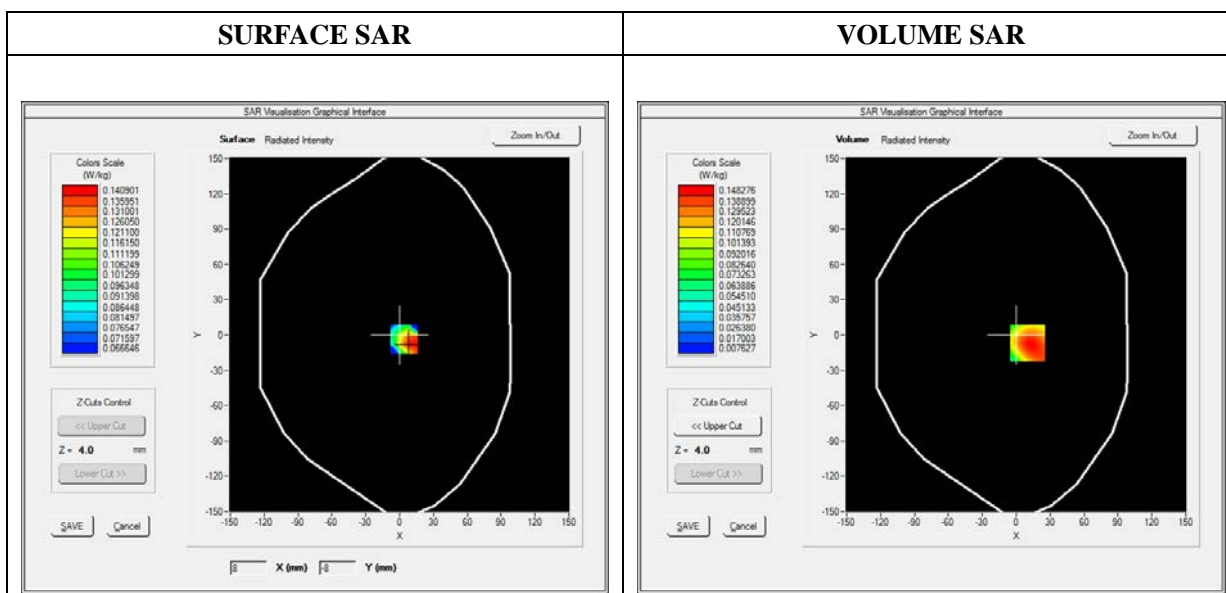 SURFACE SAR
VOLUME SAR
SAR Visualisation Graphical Interface
Surface Radiated Intensity
Zoom In/Out
Colors Scale
(W/kg)
0.140901
0.135951
0.131001
0.126050
0.121100
0.116150
0.111199
0.106249
0.101299
0.096348
0.091398
0.086448
0.081497
0.076547
0.071597
0.066646
Z-Cuts Control
<< Upper Cut
Z = 4.0 mm
Lower Cut >>
SAVE Cancel
150
120
90
60
30
0
-30
-60
-90
-120
-150
Y
-150 -120 -90 -60 -30 0 30 60 90 120 150
X
8 X (mm) -8 Y (mm)
SAR Visualisation Graphical Interface
Volume Radiated Intensity
Zoom In/Out
Colors Scale
(W/kg)
0.148276
0.138899
0.129523
0.120146
0.110769
0.101393
0.092016
0.082640
0.073263
0.063886
0.054510
0.045133
0.035757
0.026380
0.017003
0.007627
Z-Cuts Control
<< Upper Cut
Z = 4.0 mm
Lower Cut >>
SAVE Cancel
150
120
90
60
30
0
-30
-60
-90
-120
-150
Y
-150 -120 -90 -60 -30 0 30 60 90 120 150
X